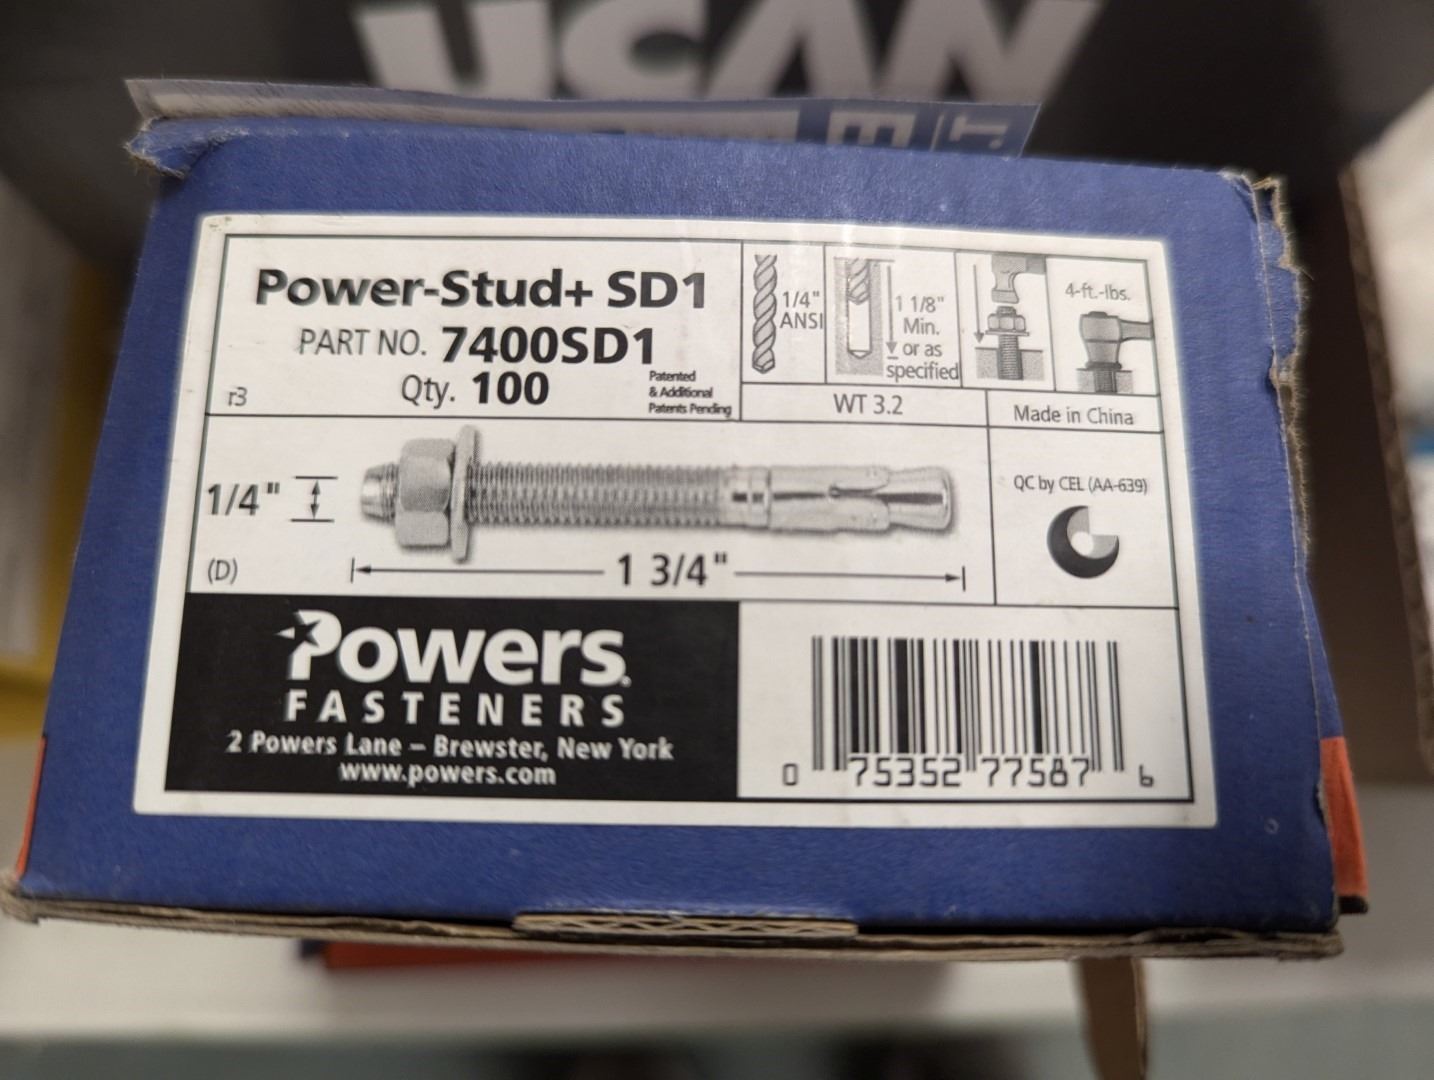 UCAN
Power-Stud+ SD1
PART NO. 7400SD1
Qty. 100
r3
Patented
& Additional
Patents Pending
1/4"
ANSI
1 1/8"
Min.
or as
specified
4-ft.-lbs.
WT 3.2
Made in China
1/4"
(D)
1 3/4"
QC by CEL (AA-639)
Powers
FASTENERS
2 Powers Lane – Brewster, New York
www.powers.com
0 75352 77587 6